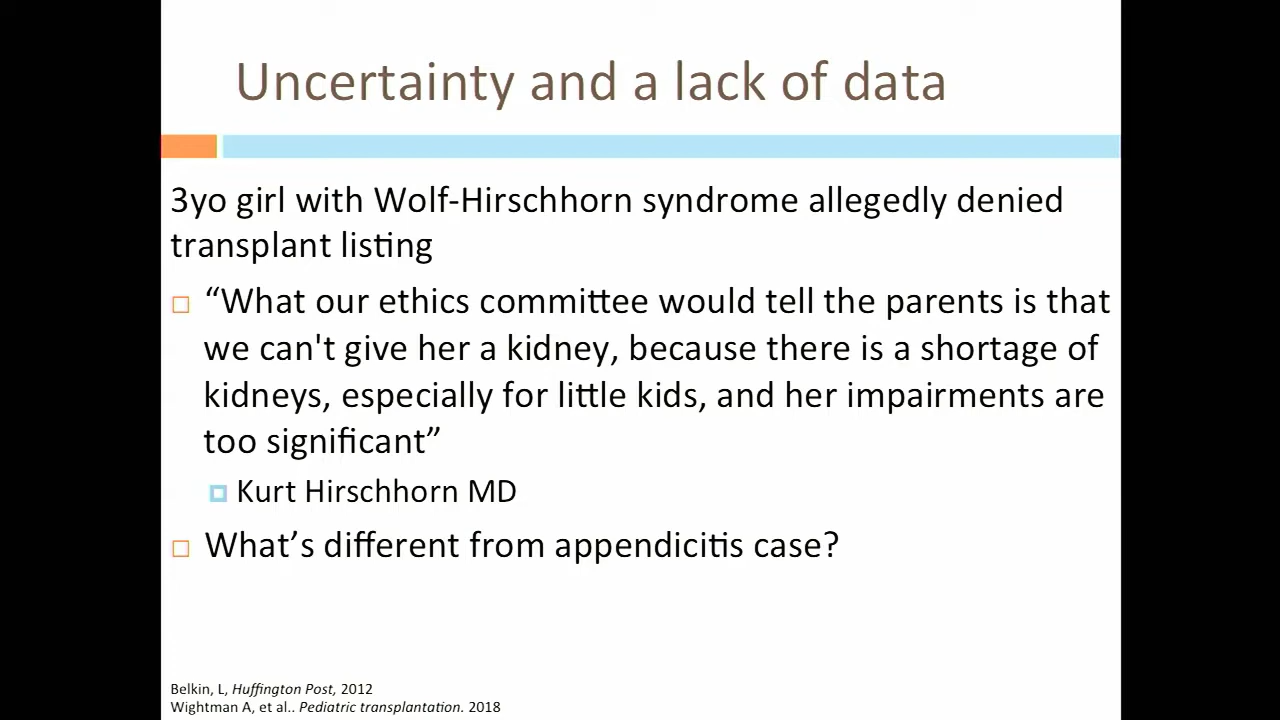 Uncertainty and a lack of data
3yo girl with Wolf-Hirschhorn syndrome allegedly denied
transplant listing
“What our ethics committee would tell the parents is that
we can't give her a kidney, because there is a shortage of
kidneys, especially for little kids, and her impairments are
too significant”
Kurt Hirschhorn MD
What’s different from appendicitis case?
Belkin, L, Huffington Post, 2012
Wightman A, et al.. Pediatric transplantation. 2018